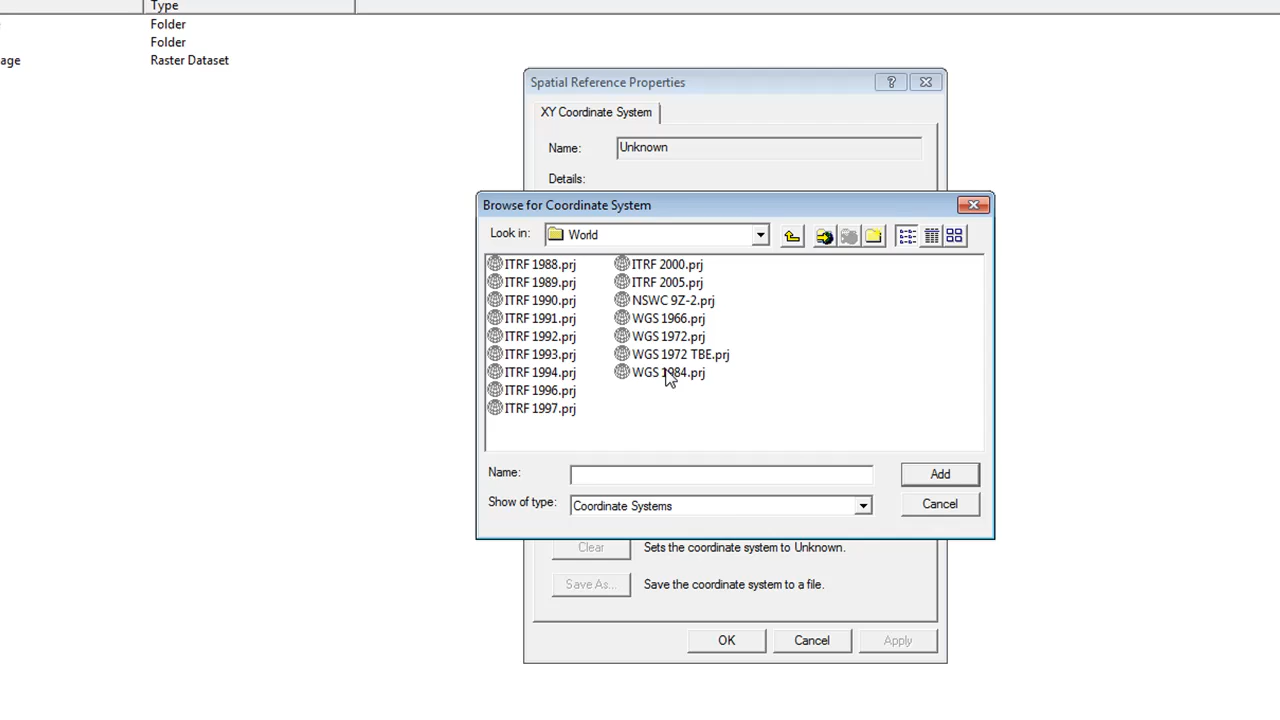 Type
Folder
Folder
age Raster Dataset
Spatial Reference Properties
XY Coordinate System
Name: Unknown
Details:
Browse for Coordinate System
Look in: World
ITRF 1988.prj
ITRF 1989.prj
ITRF 1990.prj
ITRF 1991.prj
ITRF 1992.prj
ITRF 1993.prj
ITRF 1994.prj
ITRF 1996.prj
ITRF 1997.prj
ITRF 2000.prj
ITRF 2005.prj
NSWC 9Z-2.prj
WGS 1966.prj
WGS 1972.prj
WGS 1972 TBE.prj
WGS 1984.prj
Name: Add
Show of type: Coordinate Systems Cancel
Clear Sets the coordinate system to Unknown.
Save As... Save the coordinate system to a file.
OK Cancel Apply